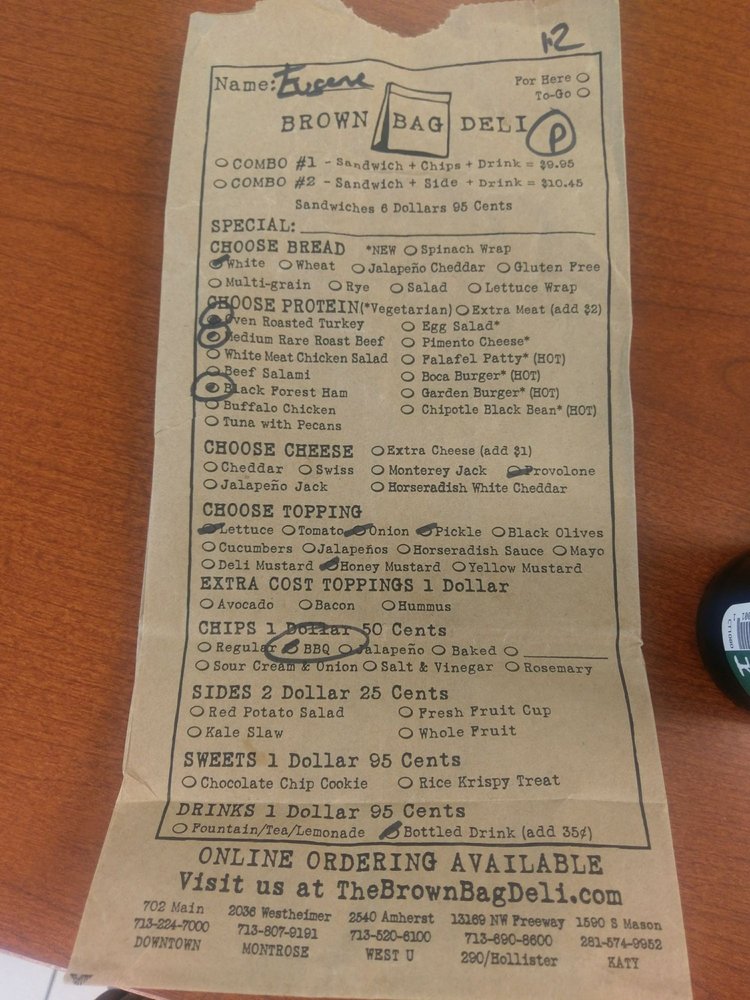 12
Name: Eugene
For Here
To-Go
BROWN BAG DELI
P
COMBO #1 - Sandwich + Chips + Drink = $9.95
COMBO #2 - Sandwich + Side + Drink = $10.45
Sandwiches 6 Dollars 95 Cents
SPECIAL:
CHOOSE BREAD *NEW Spinach Wrap
White Wheat Jalapeño Cheddar Gluten Free
Multi-grain Rye Salad Lettuce Wrap
CHOOSE PROTEIN(*Vegetarian) Extra Meat (add $2)
Oven Roasted Turkey Egg Salad*
Medium Rare Roast Beef Pimento Cheese*
White Meat Chicken Salad Falafel Patty* (HOT)
Beef Salami Boca Burger* (HOT)
Black Forest Ham Garden Burger* (HOT)
Buffalo Chicken Chipotle Black Bean* (HOT)
Tuna with Pecans
CHOOSE CHEESE Extra Cheese (add $1)
Cheddar Swiss Monterey Jack Provolone
Jalapeño Jack Horseradish White Cheddar
CHOOSE TOPPING
Lettuce Tomato Onion Pickle Black Olives
Cucumbers Jalapeños Horseradish Sauce Mayo
Deli Mustard Honey Mustard Yellow Mustard
EXTRA COST TOPPINGS 1 Dollar
Avocado Bacon Hummus
CHIPS 1 Dollar 50 Cents
Regular BBQ Jalapeño Baked
Sour Cream & Onion Salt & Vinegar Rosemary
SIDES 2 Dollar 25 Cents
Red Potato Salad Fresh Fruit Cup
Kale Slaw Whole Fruit
SWEETS 1 Dollar 95 Cents
Chocolate Chip Cookie Rice Krispy Treat
DRINKS 1 Dollar 95 Cents
Fountain/Tea/Lemonade Bottled Drink (add 35¢)
ONLINE ORDERING AVAILABLE
Visit us at TheBrownBagDeli.com
702 Main 2036 Westheimer 2540 Amherst 13169 NW Freeway 1590 S Mason
713-224-7000 713-807-9191 713-520-6100 713-690-8600 281-574-9952
DOWNTOWN MONTROSE WEST U 290/Hollister KATY